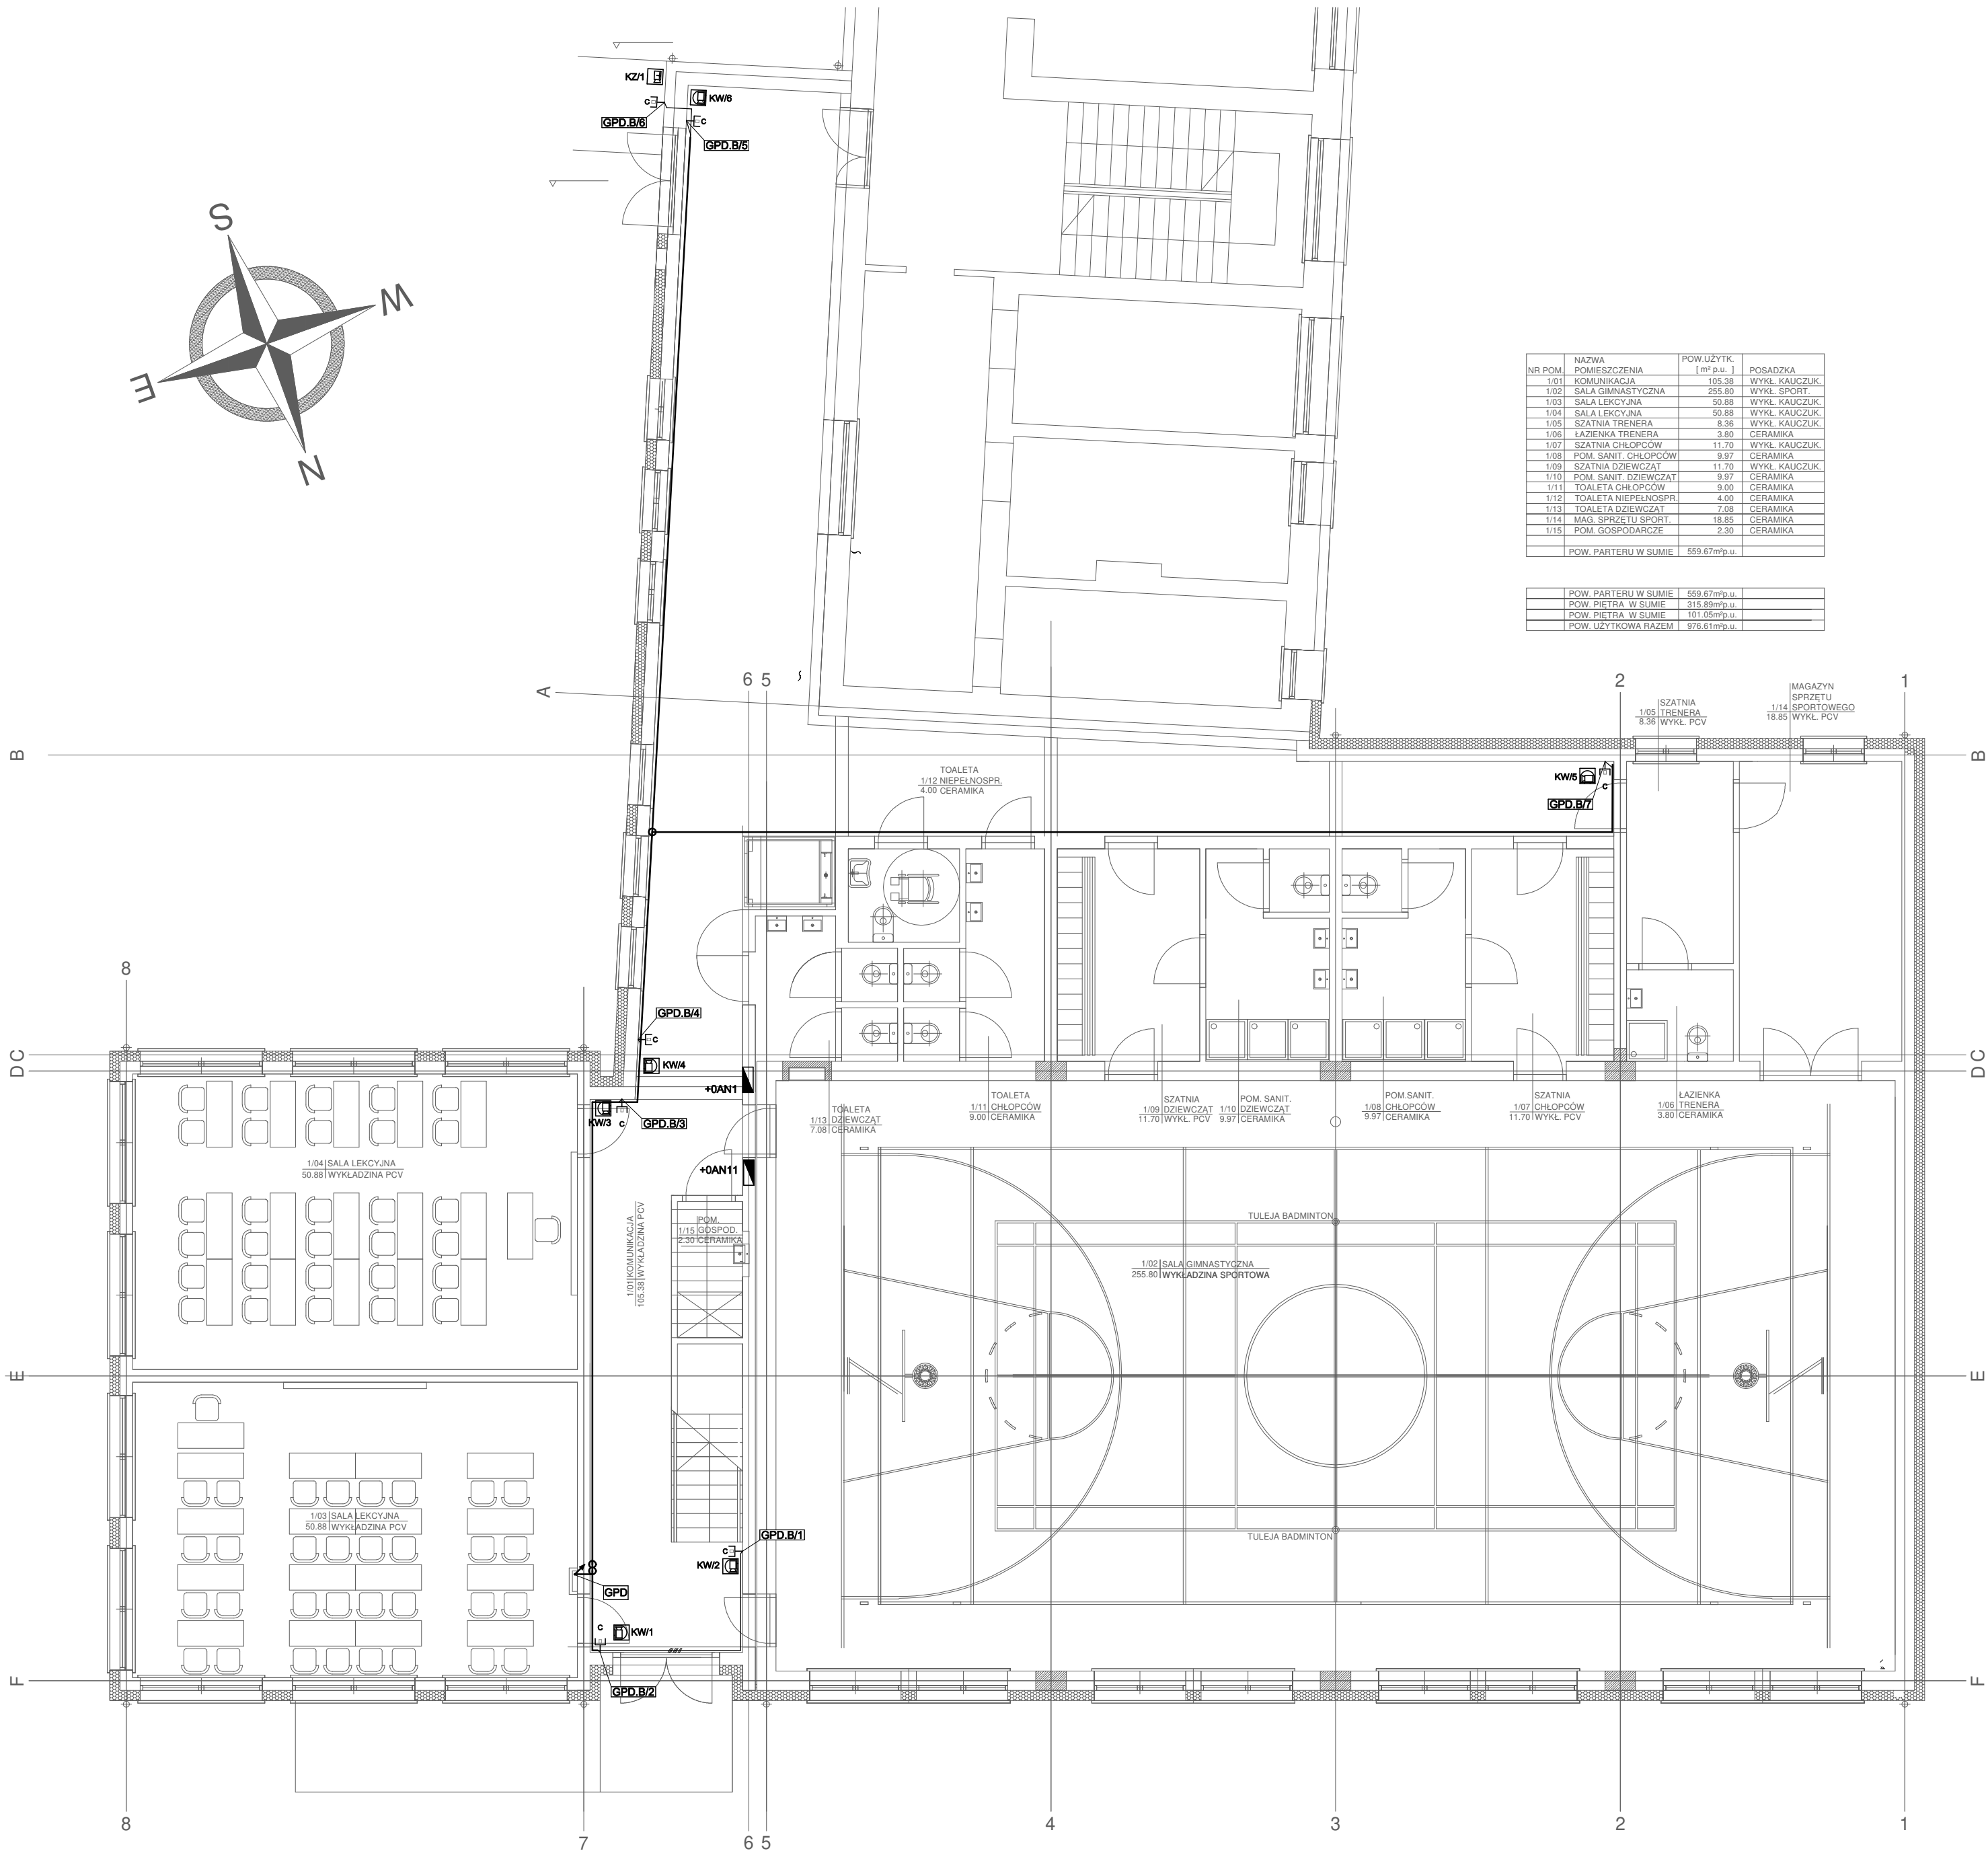 KZ/1
C
KW/6
GPD.B/6
C
GPD.B/5
S
W
E
N
NR POM. NAZWA POMIESZCZENIA POW.UŻYTK. [ m² p.u. ] POSADZKA
1/01 KOMUNIKACJA 105.38 WYKŁ. KAUCZUK.
1/02 SALA GIMNASTYCZNA 255.80 WYKŁ. SPORT.
1/03 SALA LEKCYJNA 50.88 WYKŁ. KAUCZUK.
1/04 SALA LEKCYJNA 50.88 WYKŁ. KAUCZUK.
1/05 SZATNIA TRENERA 8.36 WYKŁ. KAUCZUK.
1/06 ŁAZIENKA TRENERA 3.80 CERAMIKA
1/07 SZATNIA CHŁOPCÓW 11.70 WYKŁ. KAUCZUK.
1/08 POM. SANIT. CHŁOPCÓW 9.97 CERAMIKA
1/09 SZATNIA DZIEWCZĄT 11.70 WYKŁ. KAUCZUK.
1/10 POM. SANIT. DZIEWCZĄT 9.97 CERAMIKA
1/11 TOALETA CHŁOPCÓW 9.00 CERAMIKA
1/12 TOALETA NIEPEŁNOSPR. 4.00 CERAMIKA
1/13 TOALETA DZIEWCZĄT 7.08 CERAMIKA
1/14 MAG. SPRZĘTU SPORT. 18.85 CERAMIKA
1/15 POM. GOSPODARCZE 2.30 CERAMIKA
POW. PARTERU W SUMIE 559.67m²p.u.
POW. PARTERU W SUMIE 559.67m²p.u.
POW. PIĘTRA W SUMIE 315.89m²p.u.
POW. PIĘTRA W SUMIE 101.05m²p.u.
POW. UŻYTKOWA RAZEM 976.61m²p.u.
6 5
A
2
1
SZATNIA
1/05 TRENERA
8.36 WYKŁ. PCV
MAGAZYN
SPRZĘTU
1/14 SPORTOWEGO
18.85 WYKŁ. PCV
B
B
TOALETA
1/12 NIEPEŁNOSPR.
4.00 CERAMIKA
KW/5
C
GPD.B/7
8
GPD.B/4
C
KW/4
C
D
C
D
+0AN1
KW/3
C
GPD.B/3
TOALETA
1/13 DZIEWCZĄT
7.08 CERAMIKA
TOALETA
1/11 CHŁOPCÓW
9.00 CERAMIKA
SZATNIA
1/09 DZIEWCZĄT
11.70 WYKŁ. PCV
POM. SANIT.
1/10 DZIEWCZĄT
9.97 CERAMIKA
POM.SANIT.
1/08 CHŁOPCÓW
9.97 CERAMIKA
SZATNIA
1/07 CHŁOPCÓW
11.70 WYKŁ. PCV
ŁAZIENKA
1/06 TRENERA
3.80 CERAMIKA
1/04 SALA LEKCYJNA
50.88 WYKŁADZINA PCV
+0AN11
1/01 KOMUNIKACJA
105.38 WYKŁADZINA PCV
POM.
1/15 GOSPOD.
2.30 CERAMIKA
TULEJA BADMINTON
1/02 SALA GIMNASTYCZNA
255.80 WYKŁADZINA SPORTOWA
E
E
1/03 SALA LEKCYJNA
50.88 WYKŁADZINA PCV
TULEJA BADMINTON
GPD.B/1
C
KW/2
8
GPD
C
KW/1
F
F
GPD.B/2
8
7
6 5
4
3
2
1